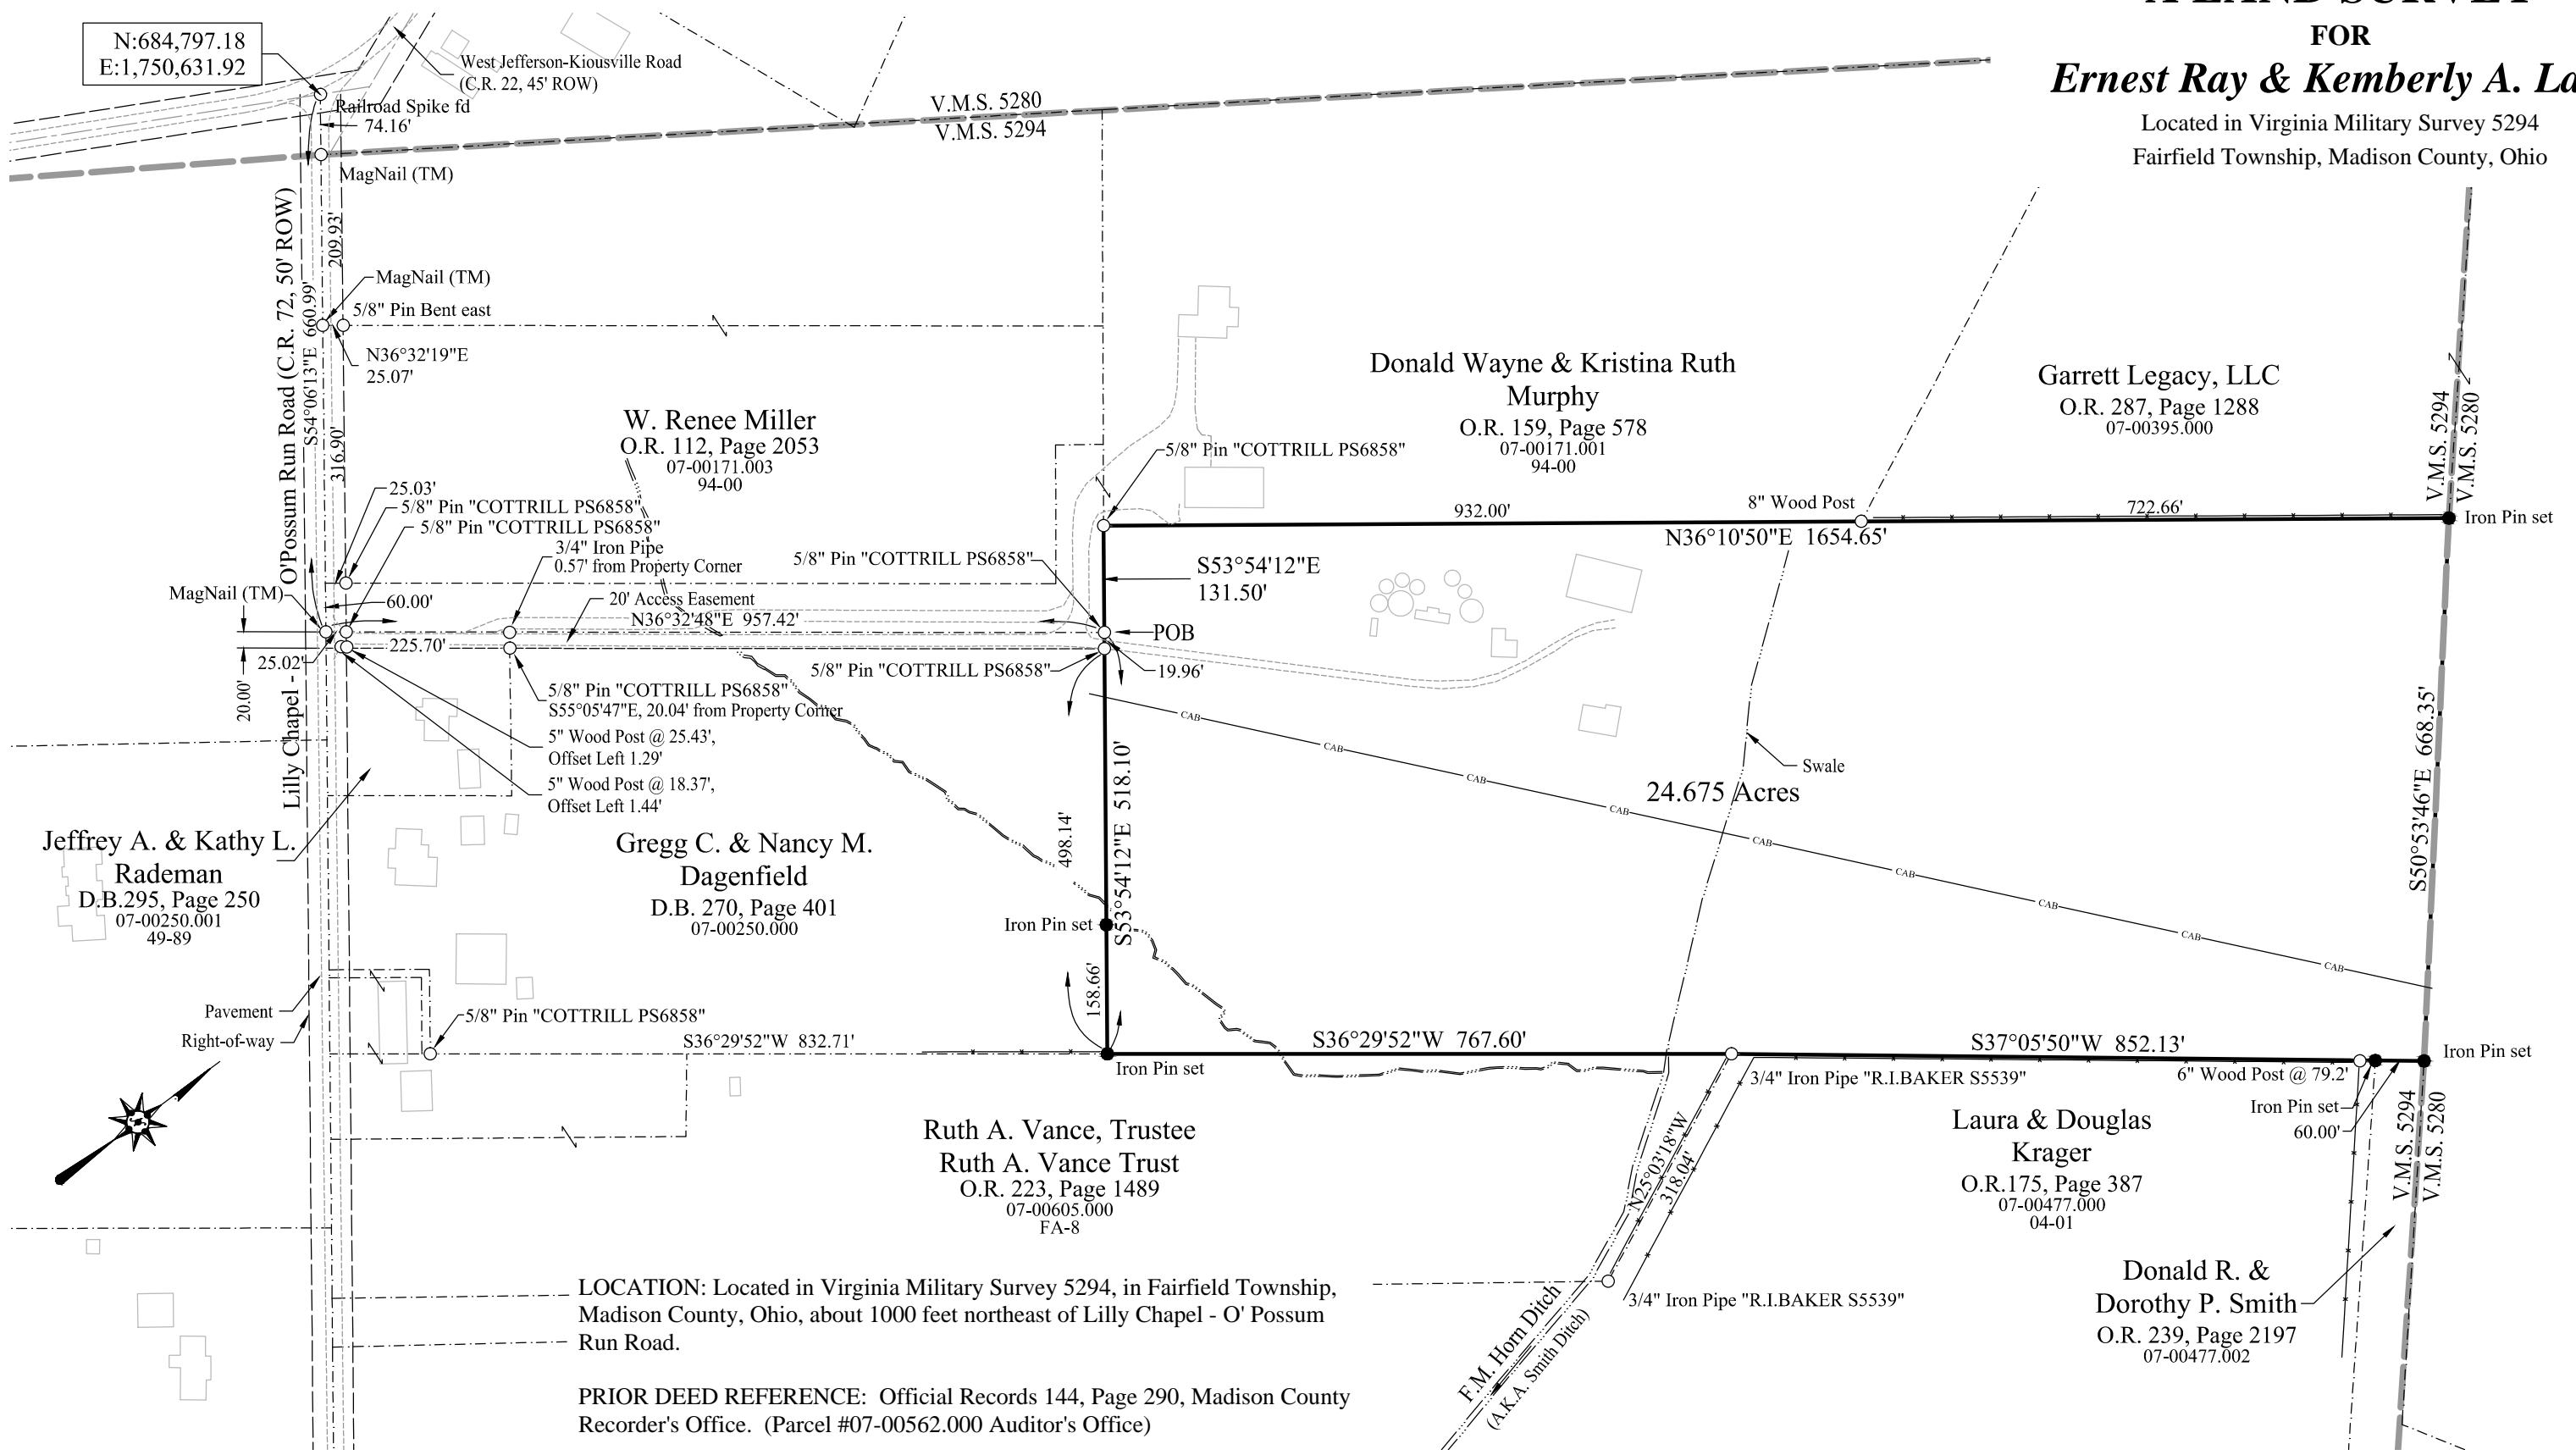 FOR
Ernest Ray & Kemberly A.
Located in Virginia Military Survey 5294
Fairfield Township, Madison County, Ohio
N:684,797.18
E:1,750,631.92
West Jefferson-Kiousville Road
(C.R. 22, 45' ROW)
Railroad Spike fd
74.16'
MagNail (TM)
V.M.S. 5280
V.M.S. 5294
209.93'
MagNail (TM)
5/8" Pin Bent east
N36°32'19"E
25.07'
Lilly Chapel - O'Possum Run Road (C.R. 72, 50' ROW)
S54°06'13"E 660.99'
316.90'
W. Renee Miller
O.R. 112, Page 2053
07-00171.003
94-00
Donald Wayne & Kristina Ruth
Murphy
O.R. 159, Page 578
07-00171.001
94-00
Garrett Legacy, LLC
O.R. 287, Page 1288
07-00395.000
V.M.S. 5294
V.M.S. 5280
5/8" Pin "COTTRILL PS6858"
25.03'
5/8" Pin "COTTRILL PS6858"
5/8" Pin "COTTRILL PS6858"
3/4" Iron Pipe
0.57' from Property Corner
5/8" Pin "COTTRILL PS6858"
932.00'
8" Wood Post
722.66'
Iron Pin set
N36°10'50"E 1654.65'
S53°54'12"E
131.50'
MagNail (TM)
60.00'
20' Access Easement
N36°32'48"E 957.42'
POB
225.70'
25.02'
20.00'
5/8" Pin "COTTRILL PS6858"
19.96'
5/8" Pin "COTTRILL PS6858"
S55°05'47"E, 20.04' from Property Corner
5" Wood Post @ 25.43',
Offset Left 1.29'
5" Wood Post @ 18.37',
Offset Left 1.44'
CAB
CAB
CAB
CAB
CAB
CAB
CAB
CAB
CAB
Swale
24.675 Acres
S50°53'46"E 668.35'
S53°54'12"E 518.10'
498.14'
Jeffrey A. & Kathy L.
Rademan
D.B.295, Page 250
07-00250.001
49-89
Gregg C. & Nancy M.
Dagenfield
D.B. 270, Page 401
07-00250.000
Iron Pin set
158.66'
Pavement
Right-of-way
5/8" Pin "COTTRILL PS6858"
S36°29'52"W 832.71'
Iron Pin set
S36°29'52"W 767.60'
S37°05'50"W 852.13'
Iron Pin set
3/4" Iron Pipe "R.I.BAKER S5539"
6" Wood Post @ 79.2'
Iron Pin set
60.00'
V.M.S. 5294
V.M.S. 5280
Ruth A. Vance, Trustee
Ruth A. Vance Trust
O.R. 223, Page 1489
07-00605.000
FA-8
N25°03'18"W
318.04'
Laura & Douglas
Krager
O.R.175, Page 387
07-00477.000
04-01
3/4" Iron Pipe "R.I.BAKER S5539"
F.M. Horn Ditch
(A.K.A. Smith Ditch)
Donald R. &
Dorothy P. Smith
O.R. 239, Page 2197
07-00477.002
LOCATION: Located in Virginia Military Survey 5294, in Fairfield Township,
Madison County, Ohio, about 1000 feet northeast of Lilly Chapel - O' Possum
Run Road.
PRIOR DEED REFERENCE: Official Records 144, Page 290, Madison County
Recorder's Office. (Parcel #07-00562.000 Auditor's Office)